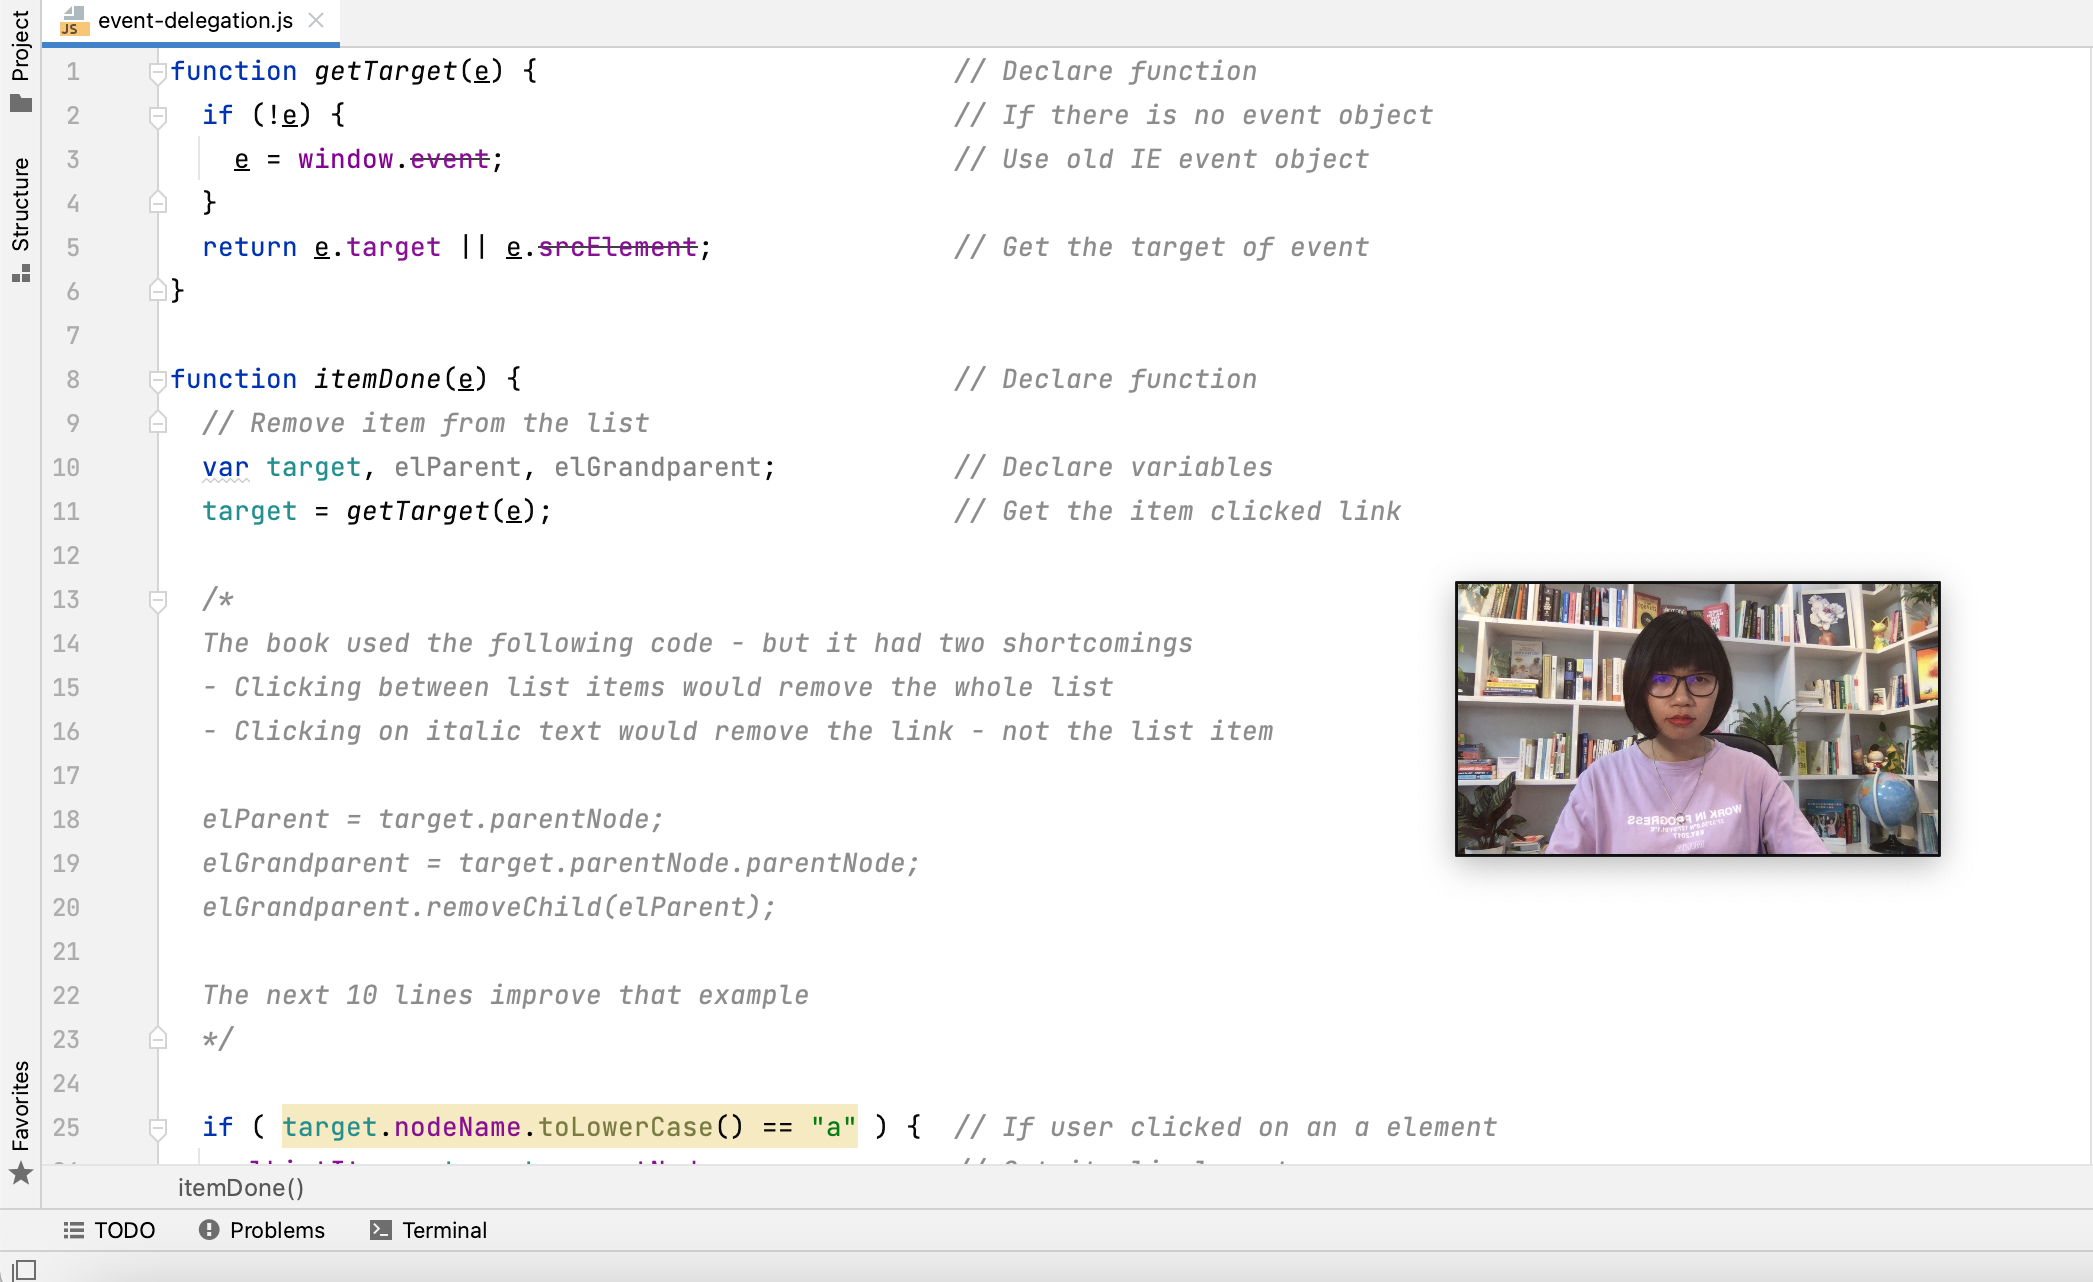 Project
Structure
Favorites
JS event-delegation.js
1 function getTarget(e) { // Declare function
2 if (!e) { // If there is no event object
3 e = window.event; // Use old IE event object
4 }
5 return e.target || e.srcElement; // Get the target of event
6 }
7
8 function itemDone(e) { // Declare function
9 // Remove item from the list
10 var target, elParent, elGrandparent; // Declare variables
11 target = getTarget(e); // Get the item clicked link
12
13 /*
14 The book used the following code - but it had two shortcomings
15 - Clicking between list items would remove the whole list
16 - Clicking on italic text would remove the link - not the list item
17
18 elParent = target.parentNode;
19 elGrandparent = target.parentNode.parentNode;
20 elGrandparent.removeChild(elParent);
21
22 The next 10 lines improve that example
23 */
24
25 if ( target.nodeName.toLowerCase() == "a" ) { // If user clicked on an a element
WORK IN PROGRESS
itemDone()
TODO Problems Terminal